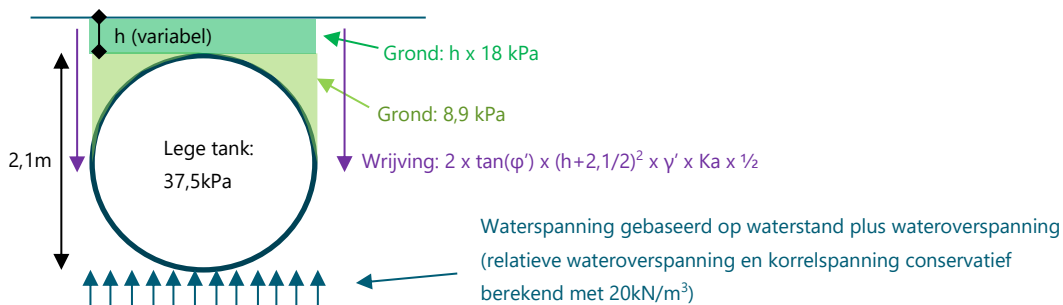 h (variabel)
Grond: h x 18 kPa
Grond: 8,9 kPa
2,1m
Lege tank:
37,5kPa
Wrijving: 2 x tan(φ') x (h+2,1/2)² x γ' x Ka x ½
Waterspanning gebaseerd op waterstand plus wateroverspanning
(relatieve wateroverspanning en korrelspanning conservatief
berekend met 20kN/m³)